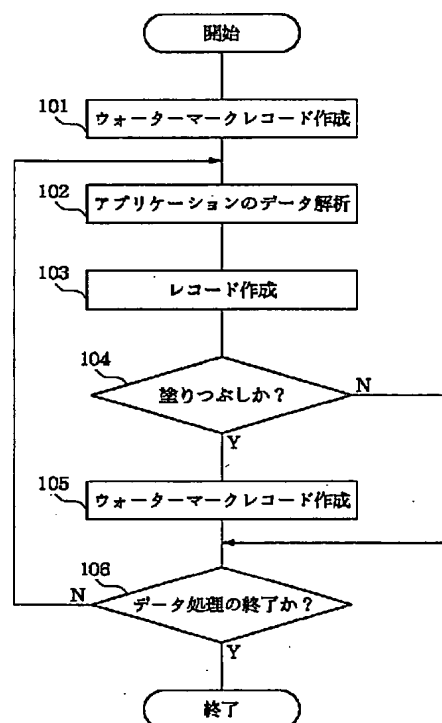 開始
101
ウォーターマークレコード作成
102
アプリケーションのデータ解析
103
レコード作成
104
塗りつぶしか？
N
Y
105
ウォーターマークレコード作成
106
データ処理の終了か？
N
Y
終了